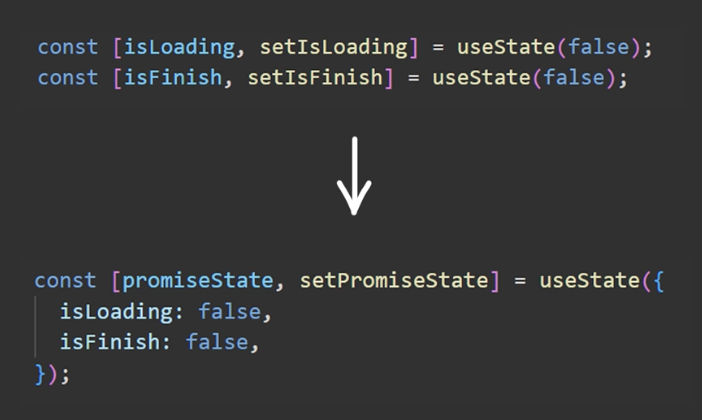 const [isLoading, setIsLoading] = useState(false);
const [isFinish, setIsFinish] = useState(false);
const [promiseState, setPromiseState] = useState({
  isLoading: false,
  isFinish: false,
});